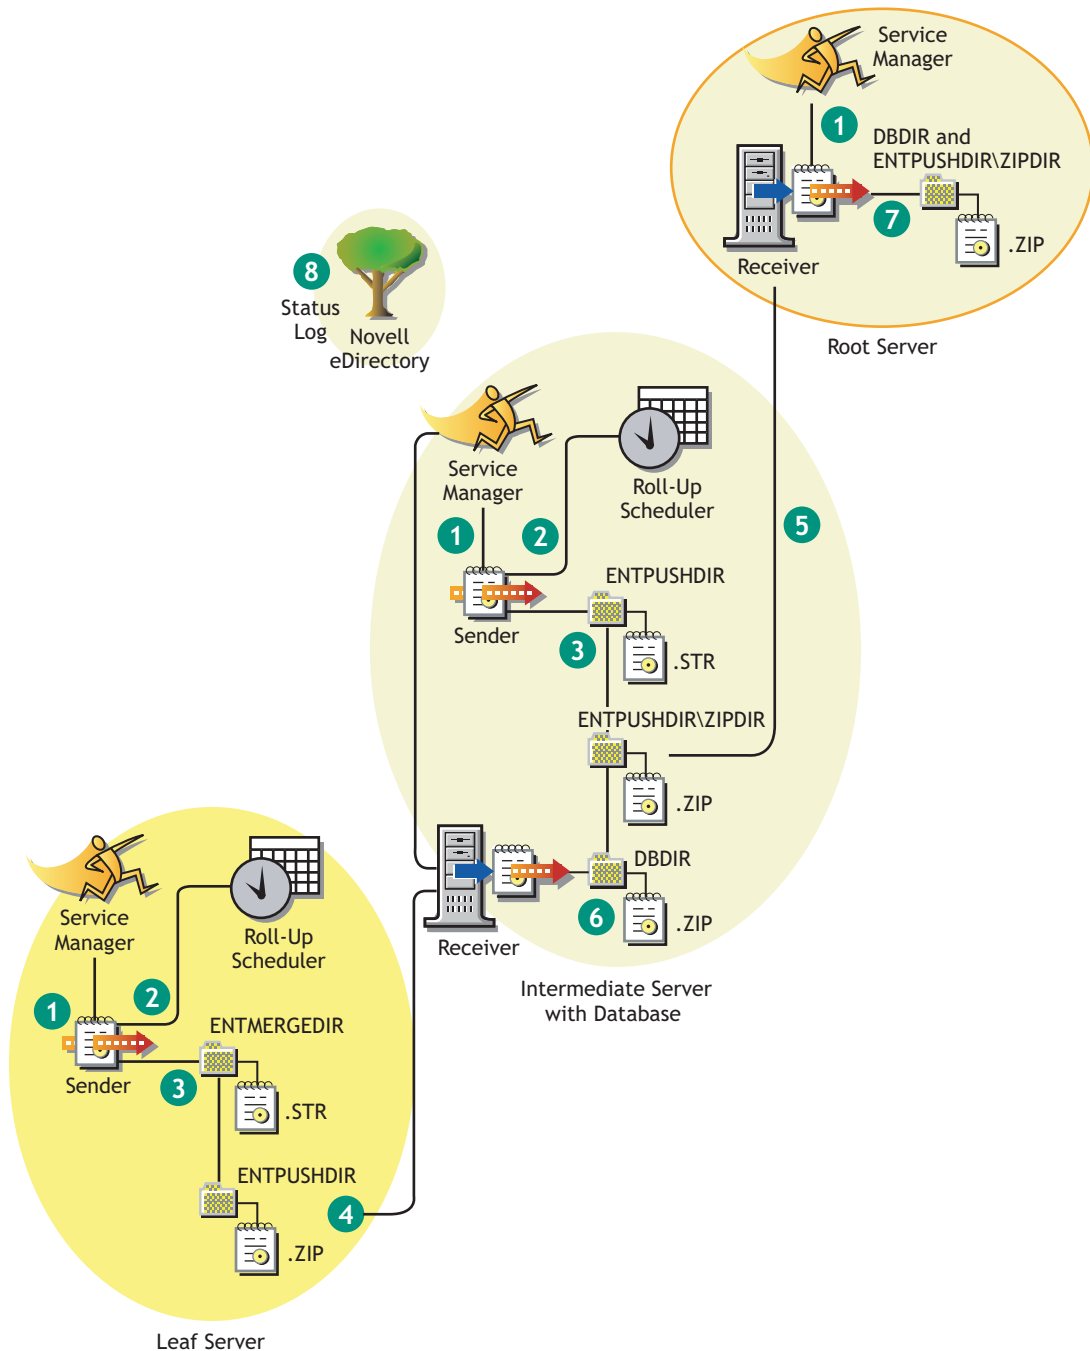 Service
Manager
1
DBDIR and
ENTPUSHDIR\ZIPDIR
7
.ZIP
Receiver
Root Server
8
Status
Log
Novell
eDirectory
Service
Manager
Roll-Up
Scheduler
1
2
5
ENTPUSHDIR
Sender
3
.STR
ENTPUSHDIR\ZIPDIR
.ZIP
DBDIR
6
.ZIP
Receiver
Intermediate Server
with Database
Service
Manager
Roll-Up
Scheduler
1
2
ENTMERGEDIR
Sender
3
.STR
ENTPUSHDIR
4
.ZIP
Leaf Server